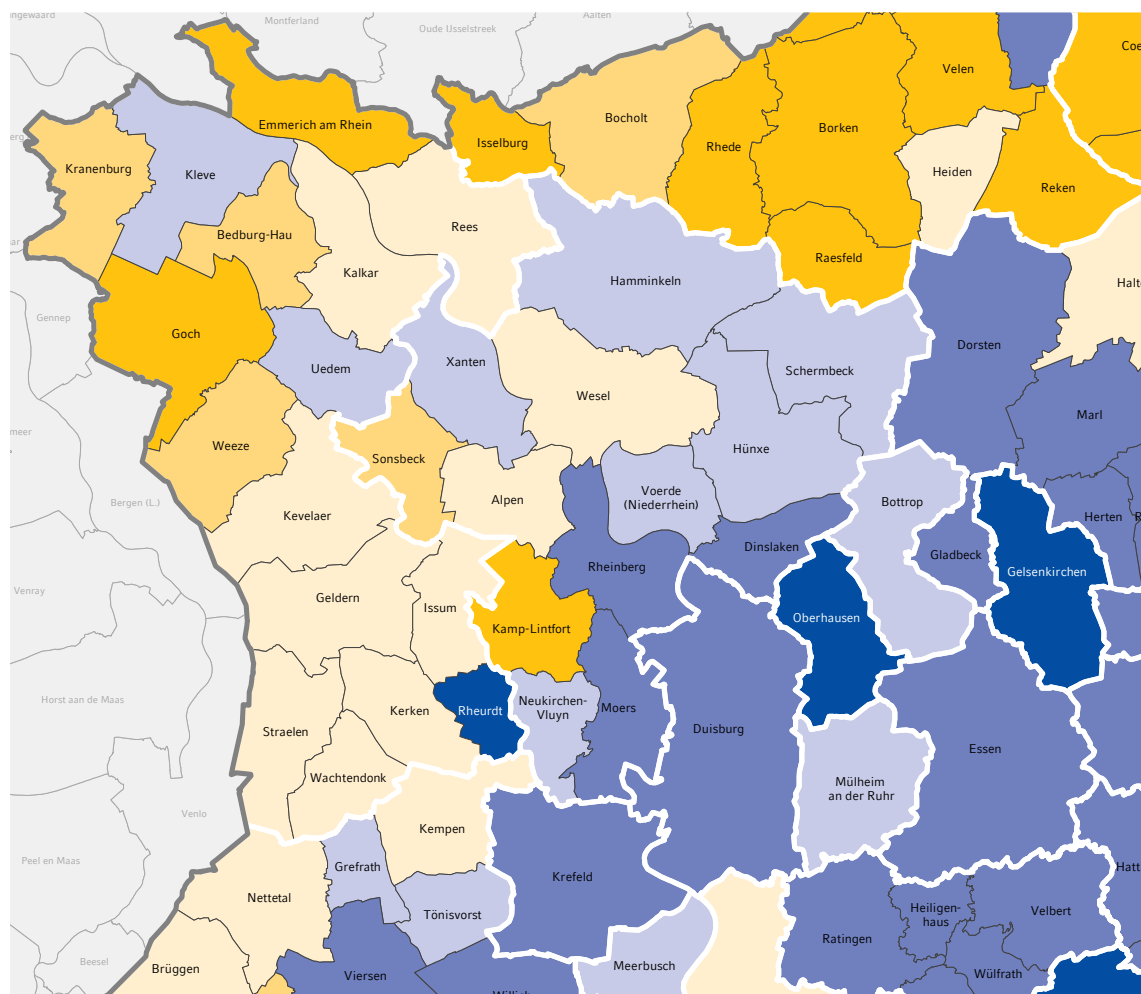 Montferland
Oude IJsselstreek
Aalten
Coe
Velen
Bocholt
Emmerich am Rhein
Borken
Isselburg
Rhede
Kranenburg
Kleve
Heiden
Reken
Rees
Bedburg-Hau
Raesfeld
Kalkar
Hamminkeln
Halte
Gennep
Goch
Dorsten
Xanten
Uedem
Schermbeck
Wesel
Marl
meer
Weeze
Hünxe
Sonsbeck
Voerde
(Niederrhein)
Alpen
Bergen (L.)
Bottrop
Kevelaer
Herten
R
Dinslaken
Gladbeck
Rheinberg
Gelsenkirchen
Venray
Geldern
Issum
Oberhausen
Kamp-Lintfort
Horst aan de Maas
Neukirchen-
Vluyn
Rheurdt
Kerken
Moers
Straelen
Duisburg
Essen
Wachtendonk
Mülheim
an der Ruhr
Venlo
Kempen
Peel en Maas
Grefrath
Hatt
Krefeld
Nettetal
Heiligen-
haus
Velbert
Tönisvorst
Ratingen
Beesel
Brüggen
Viersen
Meerbusch
Wülfrath